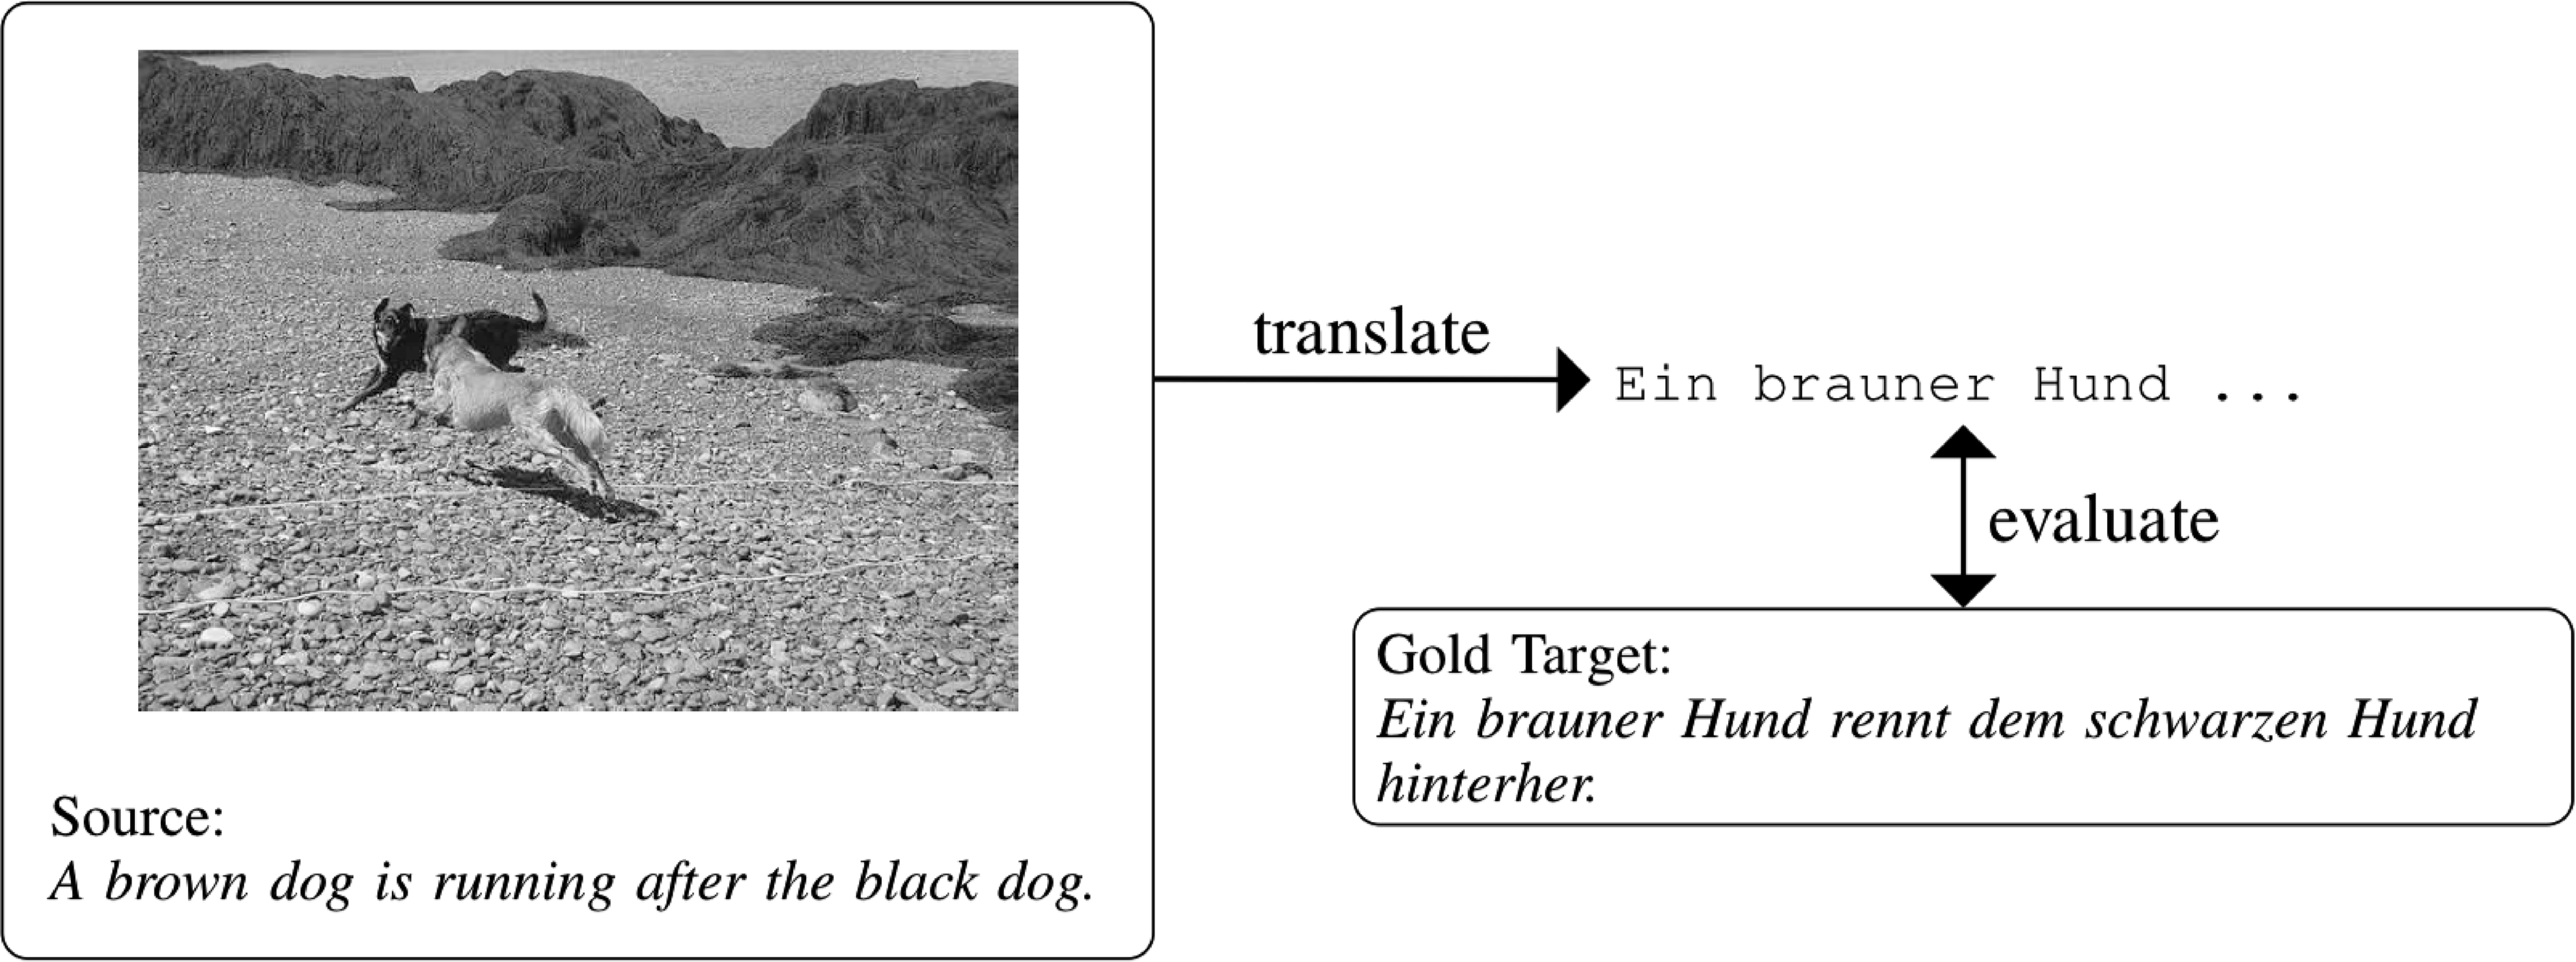 Source:
A brown dog is running after the black dog.
translate
Ein brauner Hund ...
evaluate
Gold Target:
Ein brauner Hund rennt dem schwarzen Hund
hinterher.